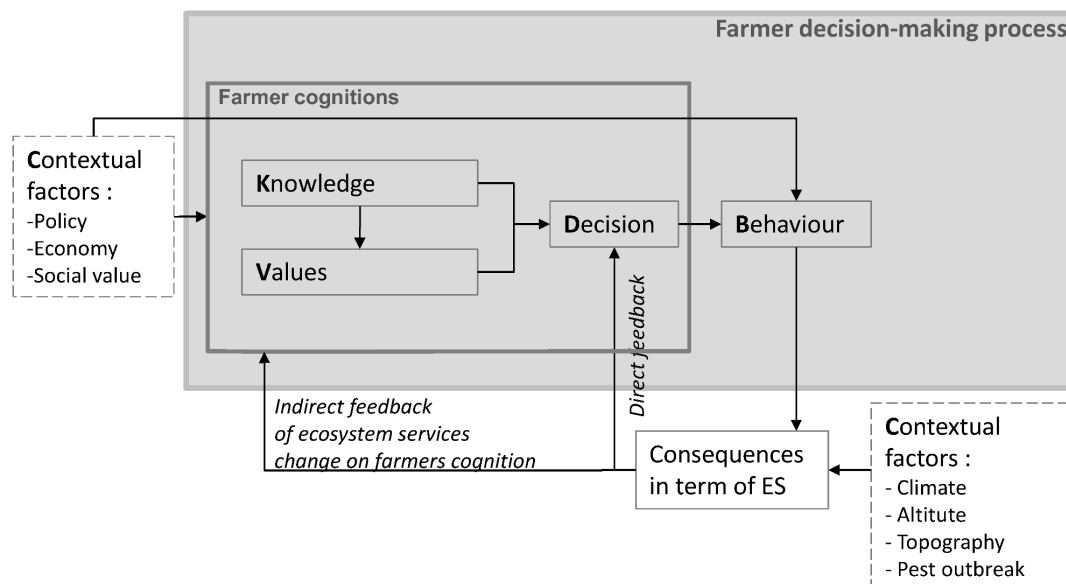 Farmer decision-making process
Farmer cognitions
Contextual
factors :
-Policy
-Economy
-Social value
Knowledge
Values
Decision
Behaviour
Direct feedback
Indirect feedback
of ecosystem services
change on farmers cognition
Consequences
in term of ES
Contextual
factors :
- Climate
- Altitute
- Topography
- Pest outbreak